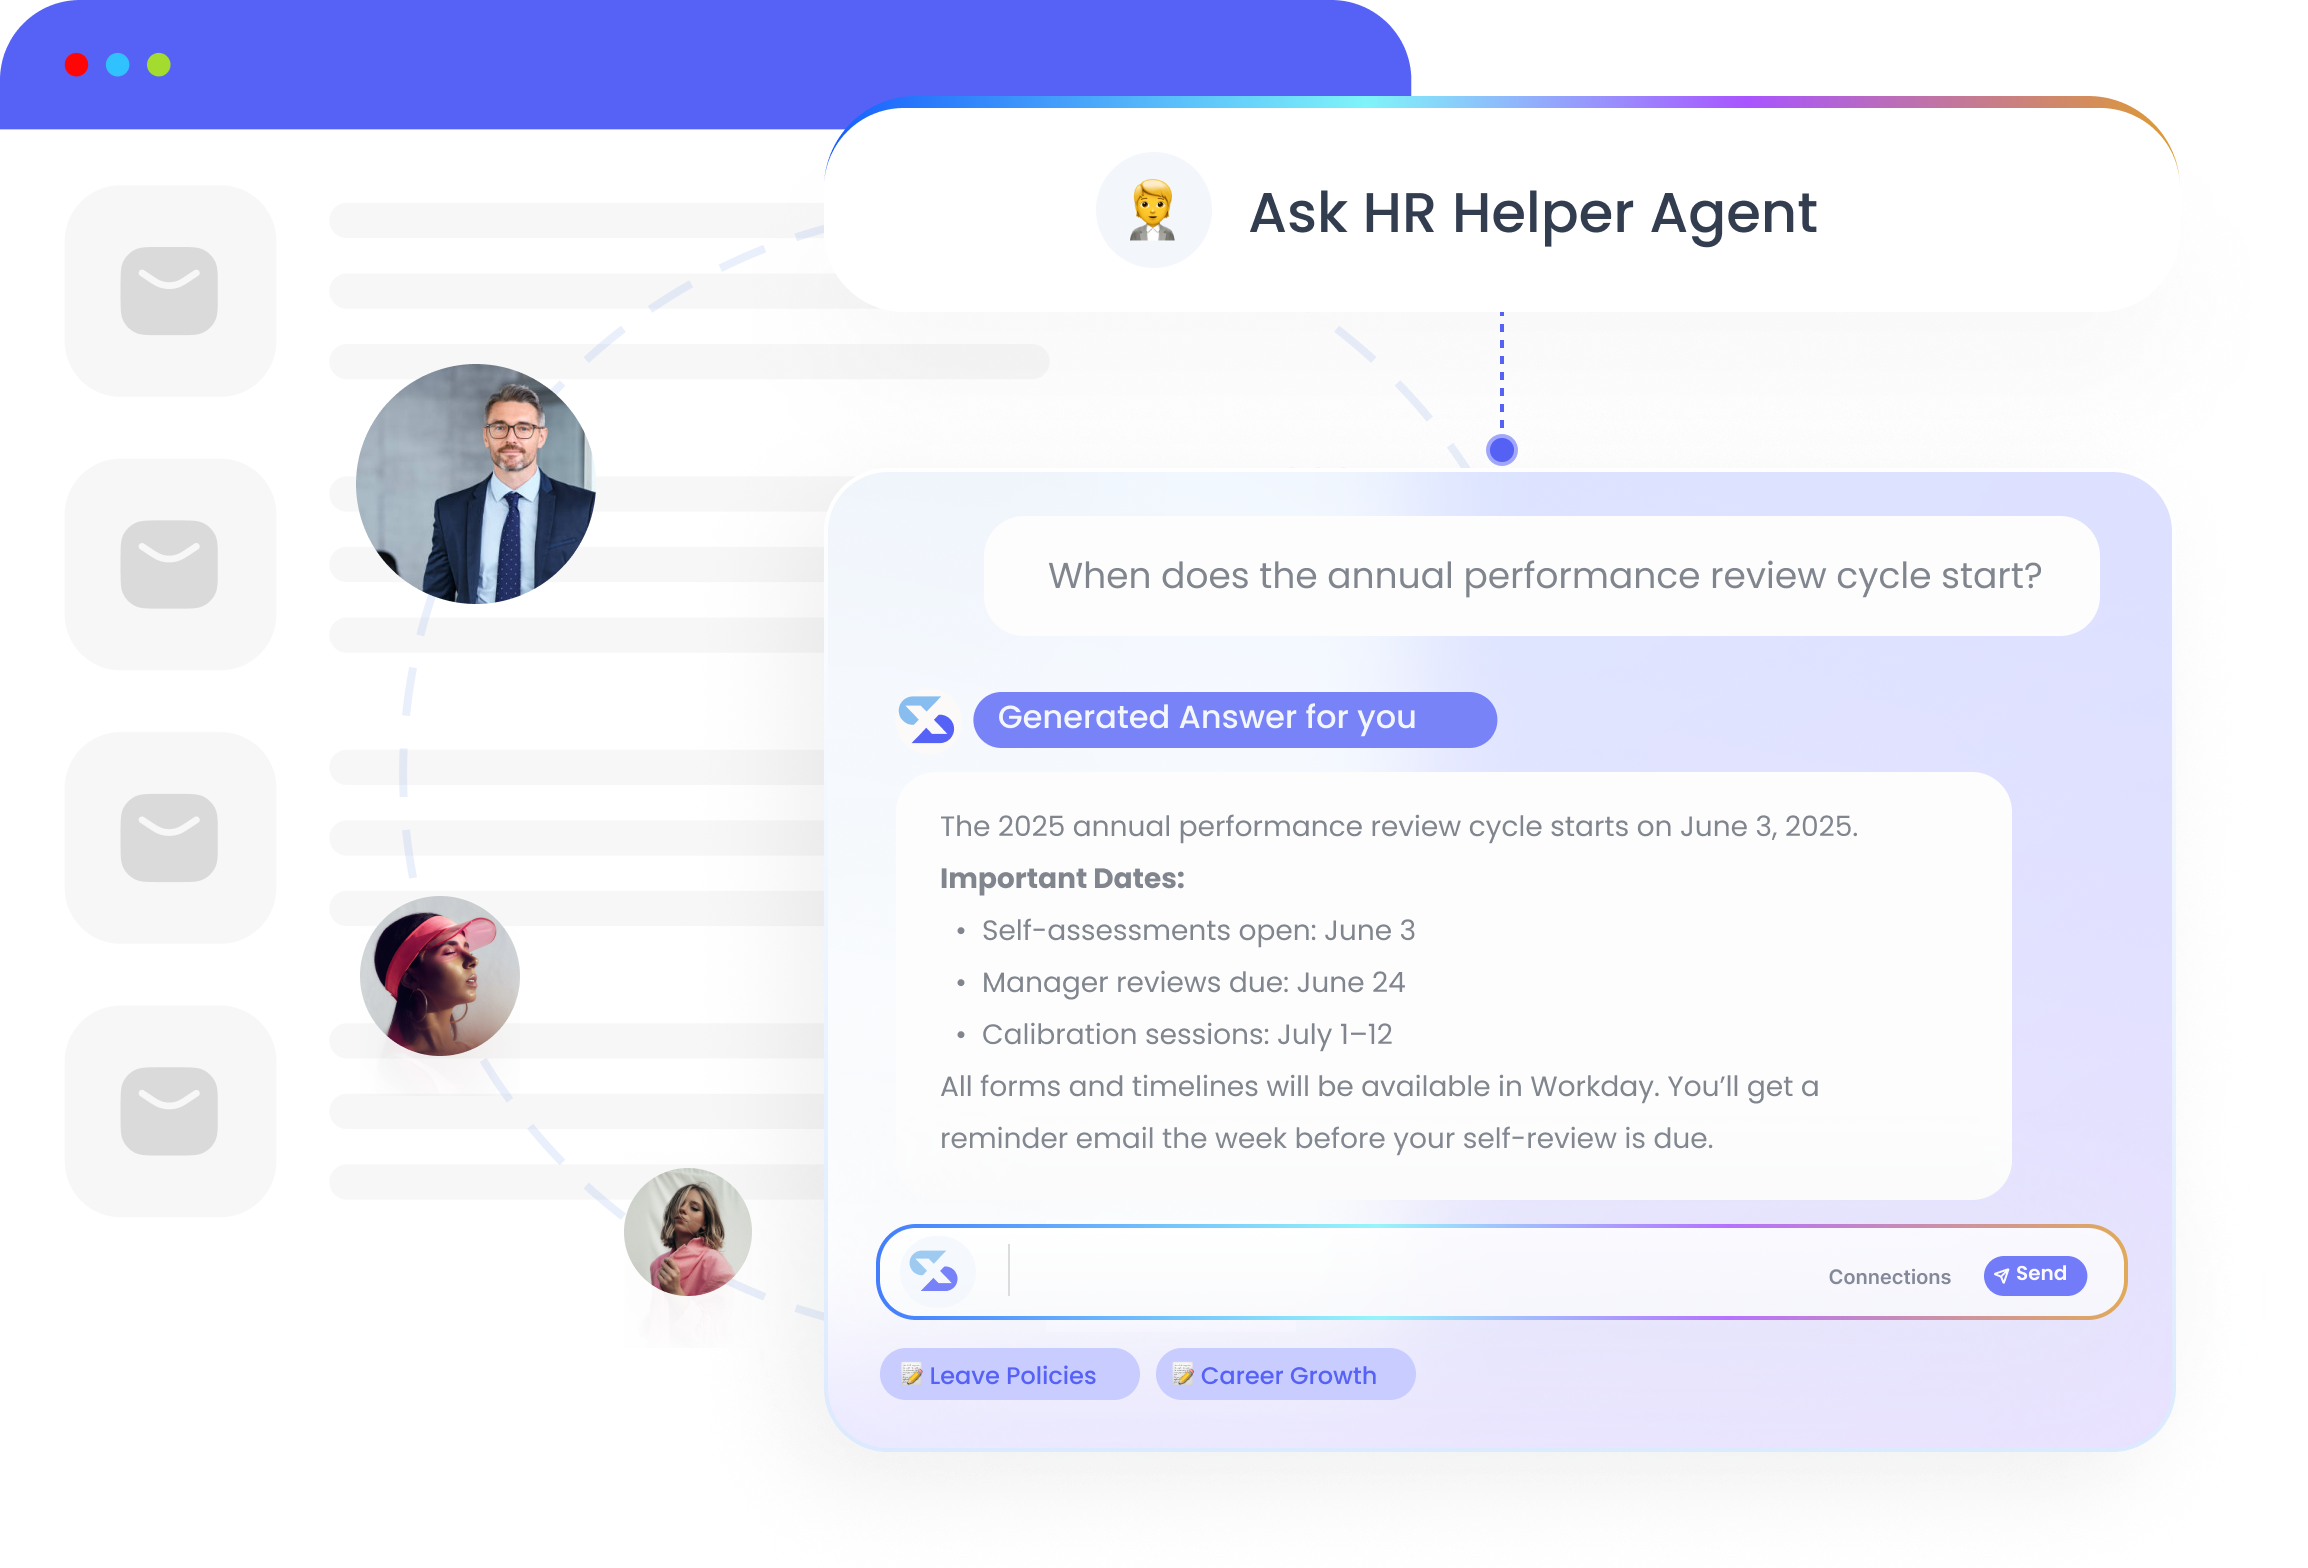 Ask HR Helper Agent
When does the annual performance review cycle start?
Generated Answer for you
The 2025 annual performance review cycle starts on June 3, 2025.
Important Dates:
• Self-assessments open: June 3
• Manager reviews due: June 24
• Calibration sessions: July 1–12
All forms and timelines will be available in Workday. You’ll get a
reminder email the week before your self-review is due.
Connections
Send
Leave Policies
Career Growth